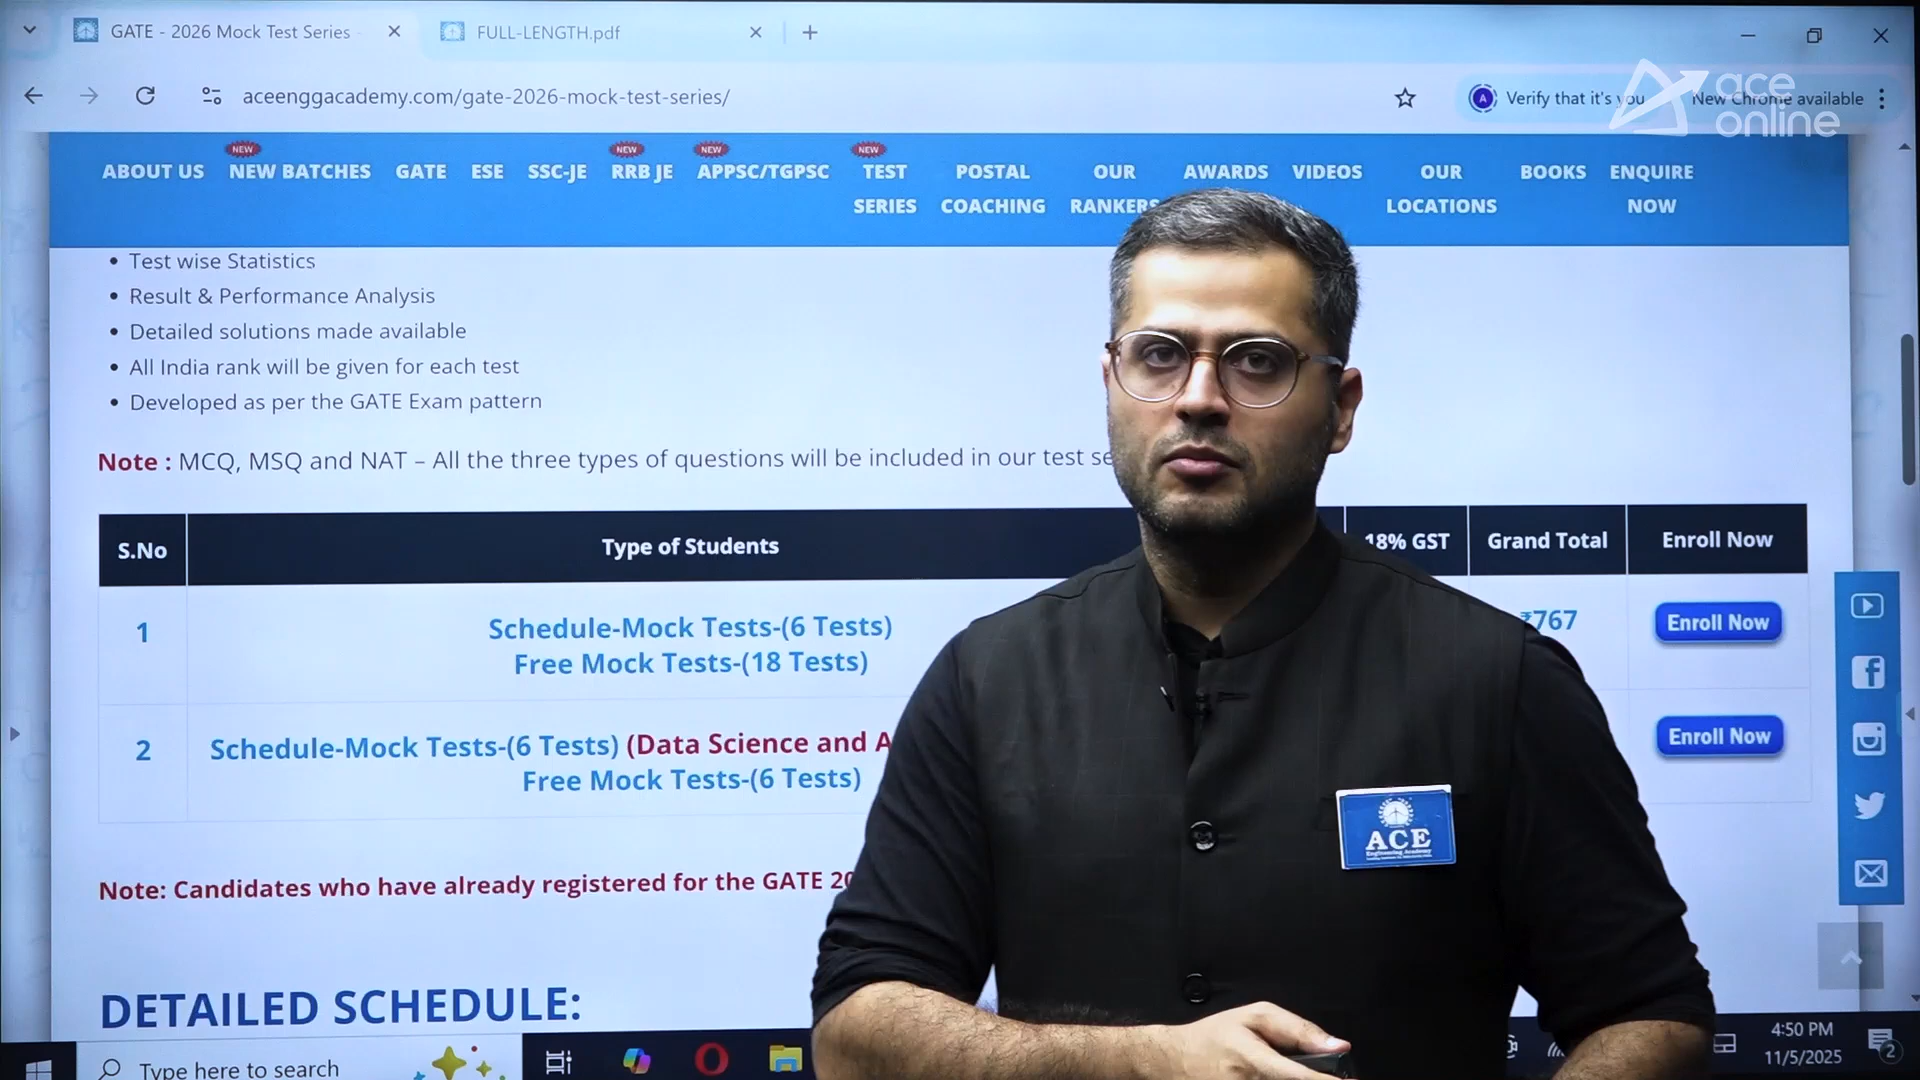 GATE - 2026 Mock Test Series
FULL-LENGTH.pdf
aceenggacademy.com/gate-2026-mock-test-series/
Verify that it's you
New Chrome available
ace
online
ABOUT US
NEW
NEW BATCHES
GATE
ESE
SSC-JE
NEW
RRB JE
NEW
APPSC/TGPSC
NEW
TEST
SERIES
POSTAL
COACHING
OUR
RANKERS
AWARDS
VIDEOS
OUR
LOCATIONS
BOOKS
ENQUIRE
NOW
• Test wise Statistics
• Result & Performance Analysis
• Detailed solutions made available
• All India rank will be given for each test
• Developed as per the GATE Exam pattern
Note : MCQ, MSQ and NAT – All the three types of questions will be included in our test se
S.No Type of Students 18% GST Grand Total Enroll Now
1 Schedule-Mock Tests-(6 Tests) ₹767 Enroll Now
Free Mock Tests-(18 Tests)
2 Schedule-Mock Tests-(6 Tests) (Data Science and A Enroll Now
Free Mock Tests-(6 Tests)
Note: Candidates who have already registered for the GATE 20
DETAILED SCHEDULE:
ACE
Engineering Academy
Type here to search
4:50 PM
11/5/2025
2